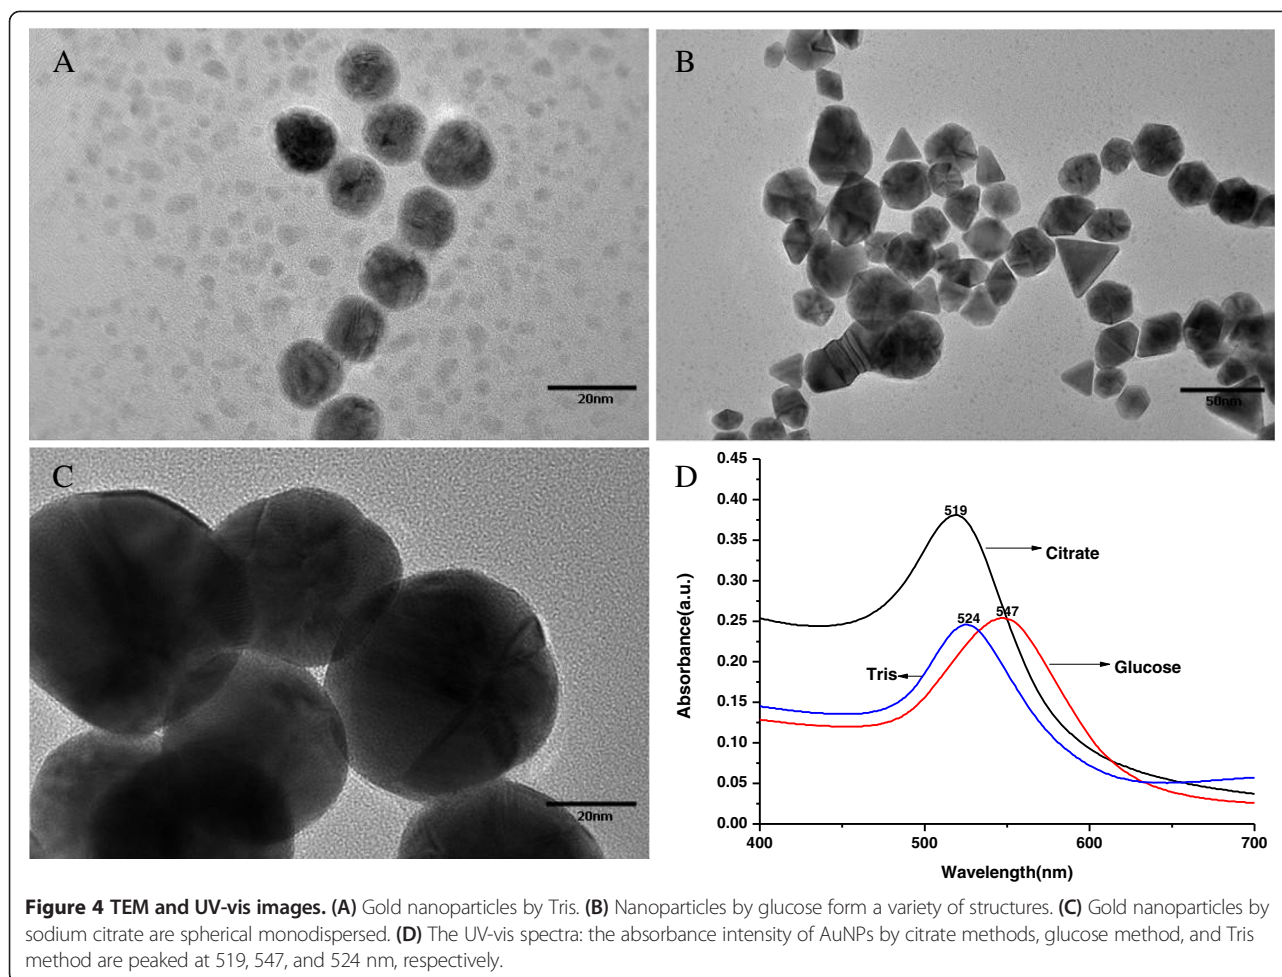 A
20nm
B
50nm
C
20nm
D
0.45
0.40
0.35
0.30
0.25
0.20
0.15
0.10
0.05
0.00
Absorbance(a.u.)
519
Citrate
524
547
Tris
Glucose
400
500
600
700
Wavelength(nm)
Figure 4 TEM and UV-vis images. (A) Gold nanoparticles by Tris. (B) Nanoparticles by glucose form a variety of structures. (C) Gold nanoparticles by
sodium citrate are spherical monodispersed. (D) The UV-vis spectra: the absorbance intensity of AuNPs by citrate methods, glucose method, and Tris
method are peaked at 519, 547, and 524 nm, respectively.